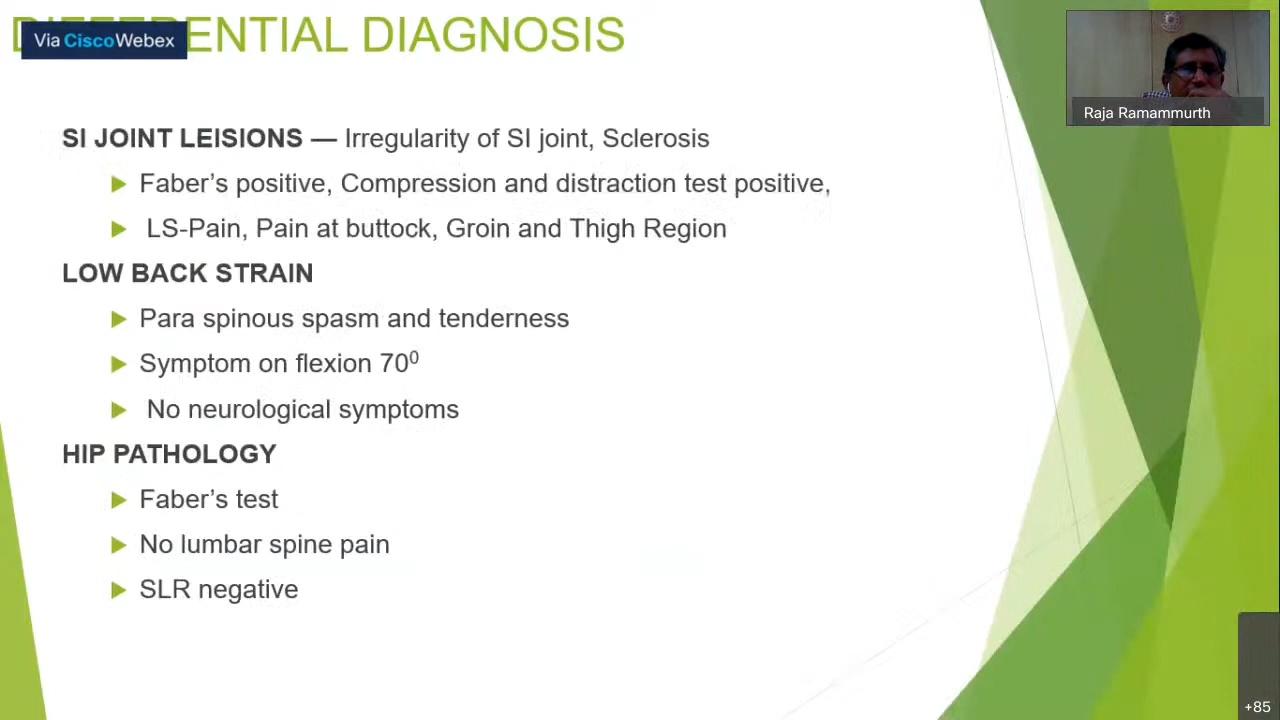 DIFFERENTIAL DIAGNOSIS
Via CiscoWebex
Raja Ramammurth
SI JOINT LEISIONS — Irregularity of SI joint, Sclerosis
Faber’s positive, Compression and distraction test positive,
LS-Pain, Pain at buttock, Groin and Thigh Region
LOW BACK STRAIN
Para spinous spasm and tenderness
Symptom on flexion 70⁰
No neurological symptoms
HIP PATHOLOGY
Faber’s test
No lumbar spine pain
SLR negative
+85